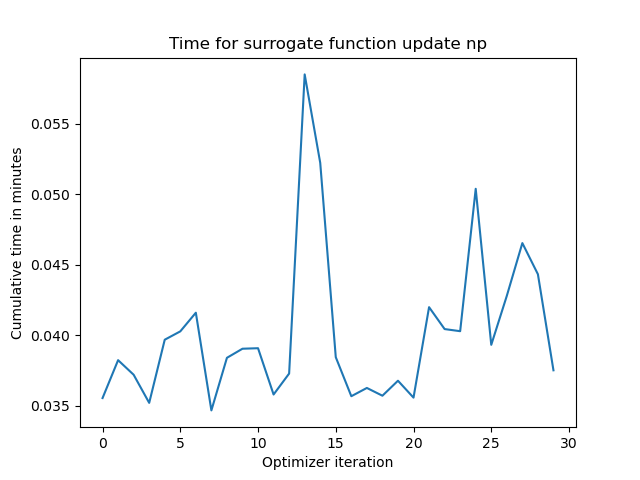 Time for surrogate function update np
Cumulative time in minutes
0.055
0.050
0.045
0.040
0.035
0 5 10 15 20 25 30
Optimizer iteration